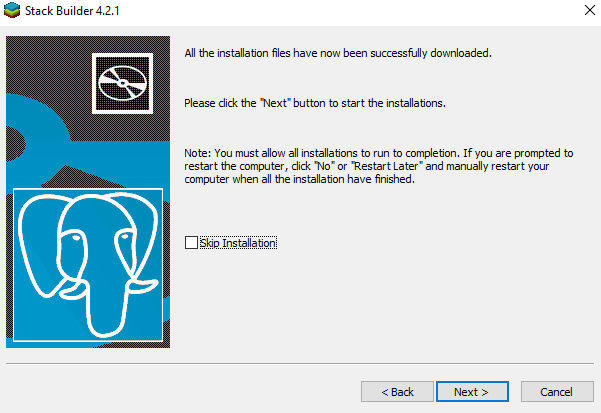 Stack Builder 4.2.1
All the installation files have now been successfully downloaded.
Please click the "Next" button to start the installations.
Note: You must allow all installations to run to completion. If you are prompted to
restart the computer, click "No" or "Restart Later" and manually restart your
computer when all the installation have finished.
Skip Installation
< Back
Next >
Cancel